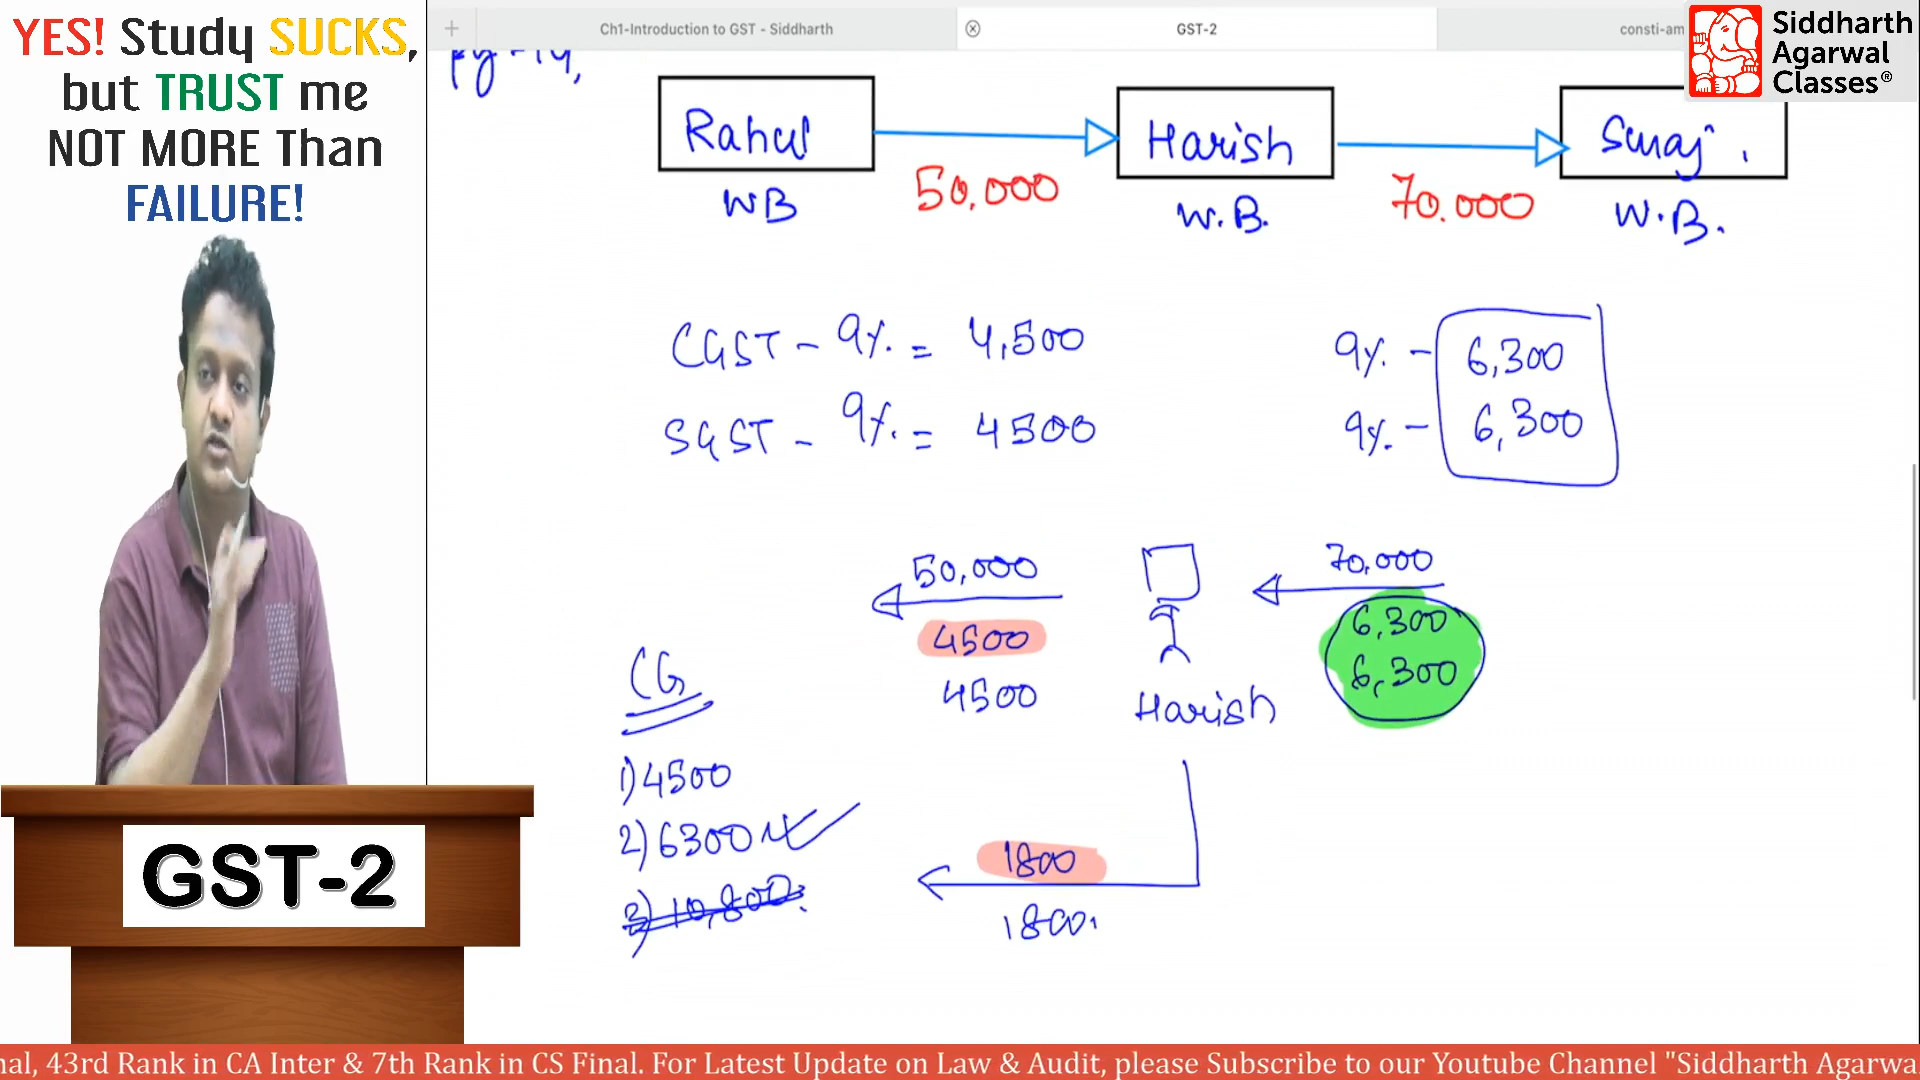 YES! Study SUCKS,
but TRUST me
NOT MORE Than
FAILURE!
Ch1-Introduction to GST - Siddharth
GST-2
consti-am
Siddharth
Agarwal
Classes®
Rahul
Harish
Suraj
50,000
70.000
WB
W.B.
W.B.
CGST - 9% = 4,500
9% - 6,300
SGST - 9% = 4500
9% - 6,300
50,000
70,000
4500
6,300
4500
6,300
Harish
CG
1) 4500
2) 6300
3) 10,800
1800
1800
GST-2
nal, 43rd Rank in CA Inter & 7th Rank in CS Final. For Latest Update on Law & Audit, please Subscribe to our Youtube Channel "Siddharth Agarwa